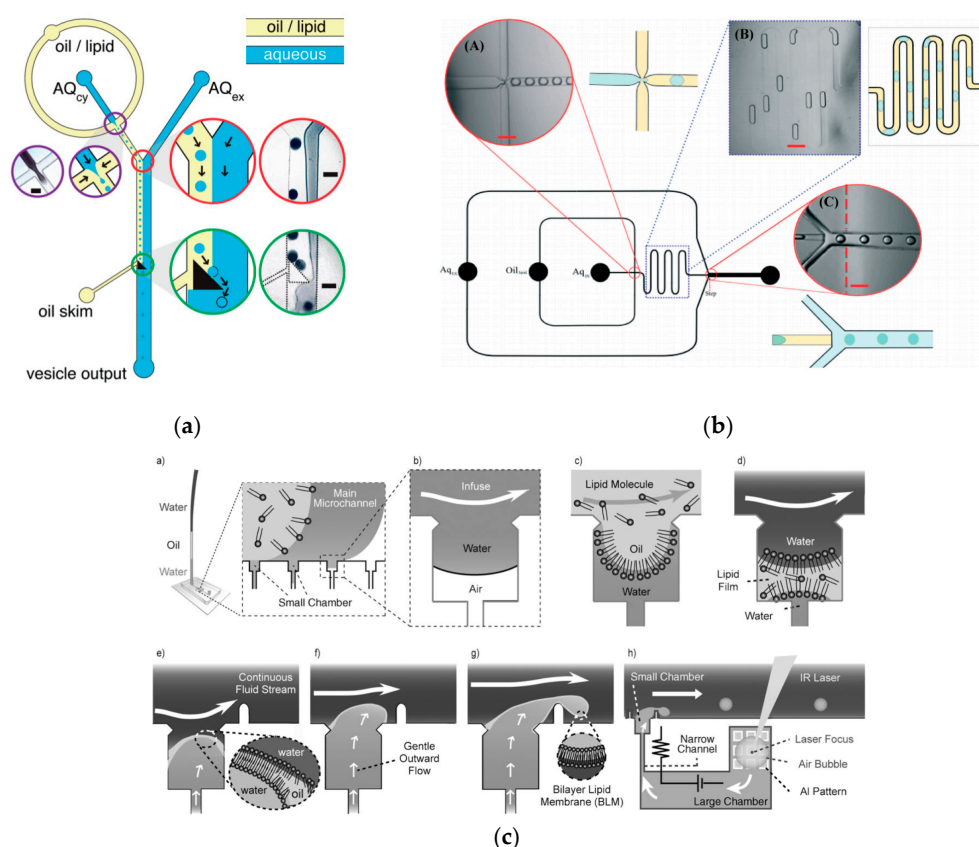 oil / lipid
oil / lipid
aqueous
AQcy
AQex
oil skim
vesicle output
(a)
(A)
(B)
(C)
Aqex
Aqin
Step
(b)
a)
Water
Oil
Water
Main
Microchannel
Small Chamber
b)
Infuse
Water
Air
c)
Lipid Molecule
Oil
Water
d)
Water
Lipid
Film
Water
e)
Continuous
Fluid Stream
water
water
oil
f)
Gentle
Outward
Flow
g)
Bilayer Lipid
Membrane (BLM)
h)
Small Chamber
IR Laser
Narrow
Channel
Laser Focus
Air Bubble
Al Pattern
Large Chamber
(c)